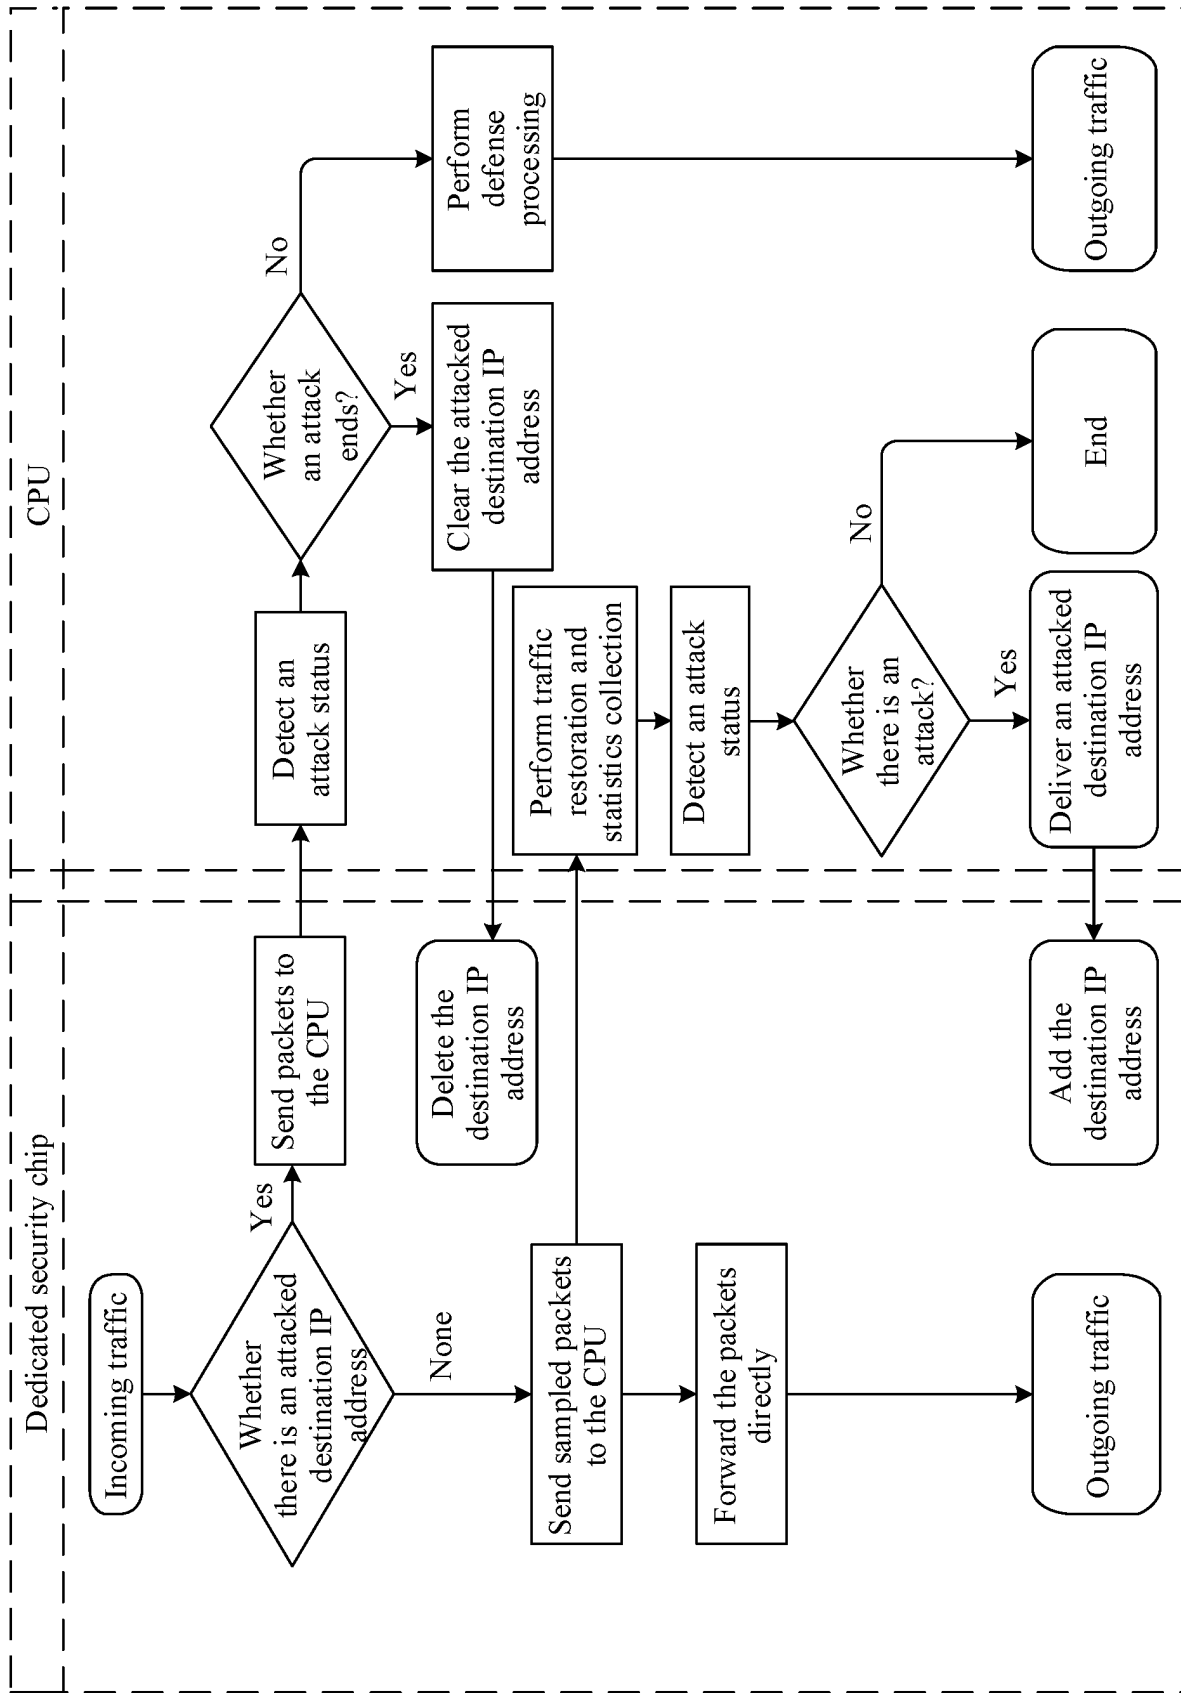 Dedicated security chip
CPU
Incoming traffic
Whether
there is an attacked
destination IP
address
Yes
Send packets to
the CPU
Detect an
attack status
Whether
an attack
ends?
No
Perform
defense
processing
Outgoing traffic
Yes
Clear the attacked
destination IP
address
Delete the
destination IP
address
None
Send sampled packets
to the CPU
Perform traffic
restoration and
statistics collection
Detect an attack
status
Whether
there is an
attack?
No
End
Yes
Deliver an attacked
destination IP
address
Add the
destination IP
address
Forward the packets
directly
Outgoing traffic